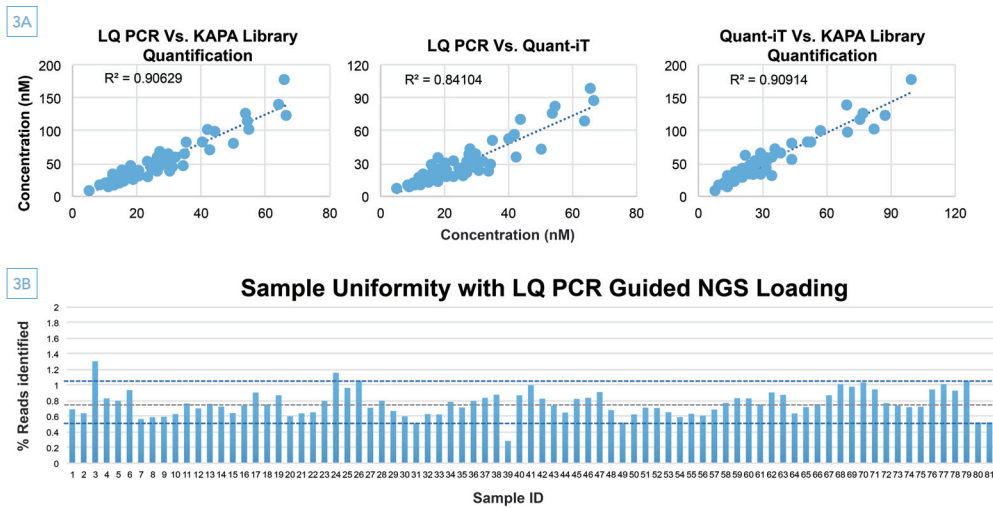 3A
LQ PCR Vs. KAPA Library
Quantification
LQ PCR Vs. Quant-iT
Quant-iT Vs. KAPA Library
Quantification
Concentration (nM)
200
150
100
50
0
R² = 0.90629
0 20 40 60 80
120
90
60
30
0
R² = 0.84104
0 20 40 60 80
200
150
100
50
0
R² = 0.90914
0 30 60 90 120
Concentration (nM)
3B
Sample Uniformity with LQ PCR Guided NGS Loading
% Reads identified
2
1.8
1.6
1.4
1.2
1
0.8
0.6
0.4
0.2
0
1 2 3 4 5 6 7 8 9 10 11 12 13 14 15 16 17 18 19 20 21 22 23 24 25 26 27 28 29 30 31 32 33 34 35 36 37 38 39 40 41 42 43 44 45 46 47 48 49 50 51 52 53 54 55 56 57 58 59 60 61 62 63 64 65 66 67 68 69 70 71 72 73 74 75 76 77 78 79 80 81
Sample ID